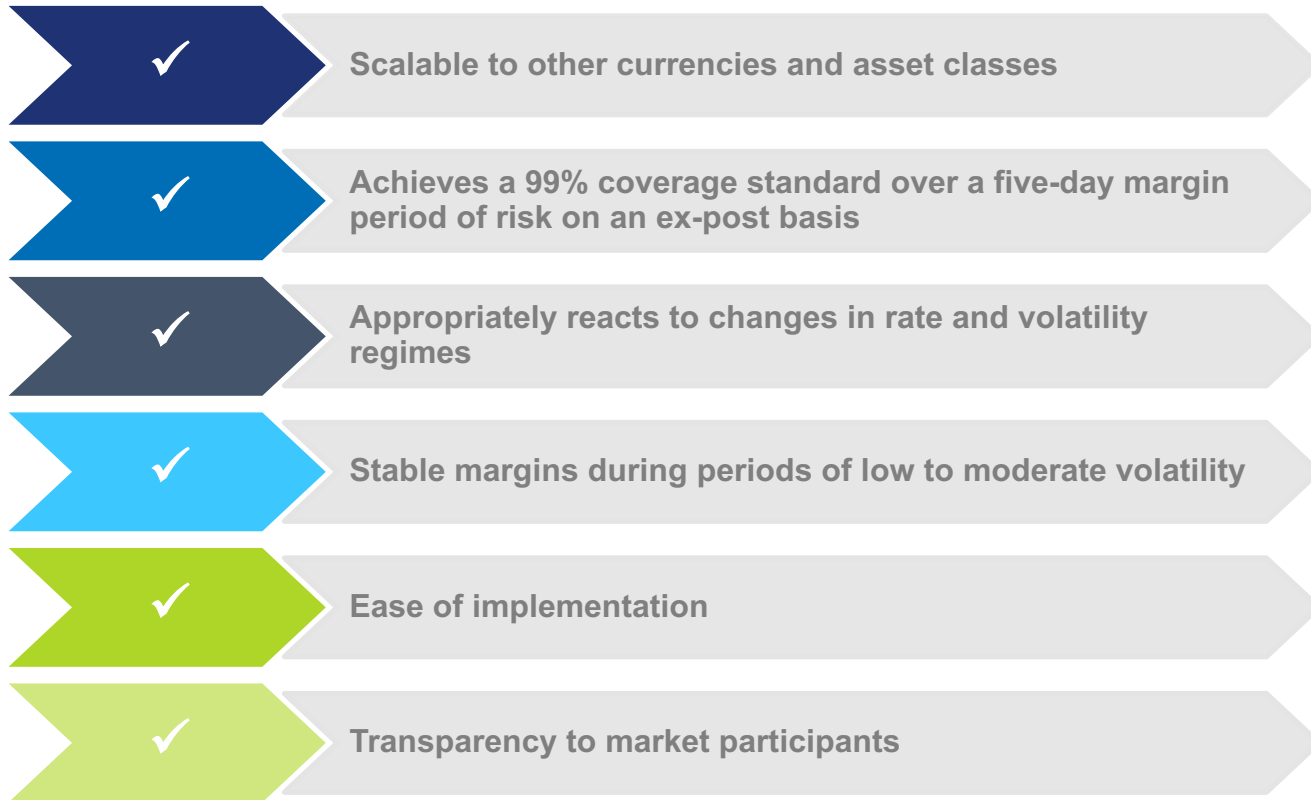 Scalable to other currencies and asset classes
Achieves a 99% coverage standard over a five-day margin
period of risk on an ex-post basis
Appropriately reacts to changes in rate and volatility
regimes
Stable margins during periods of low to moderate volatility
Ease of implementation
Transparency to market participants